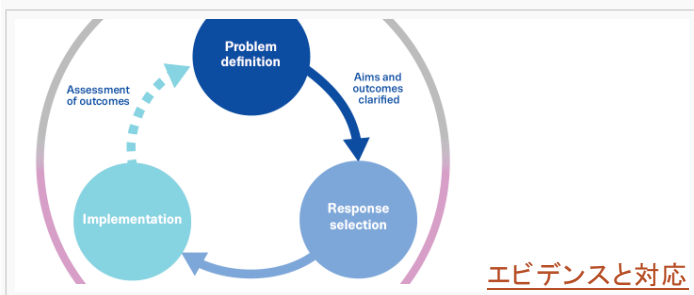 Problem
definition
Assessment
of outcomes
Aims and
outcomes
clarified
Implementation
Response
selection
エビデンスと対応